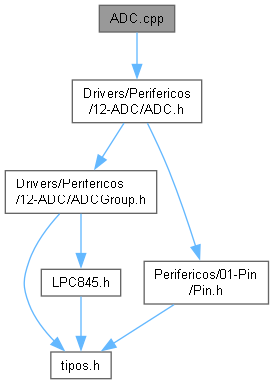 ADC.cpp
Drivers/Perifericos
/12-ADC/ADC.h
Drivers/Perifericos
/12-ADC/ADCGroup.h
LPC845.h
Perifericos/01-Pin
/Pin.h
tipos.h